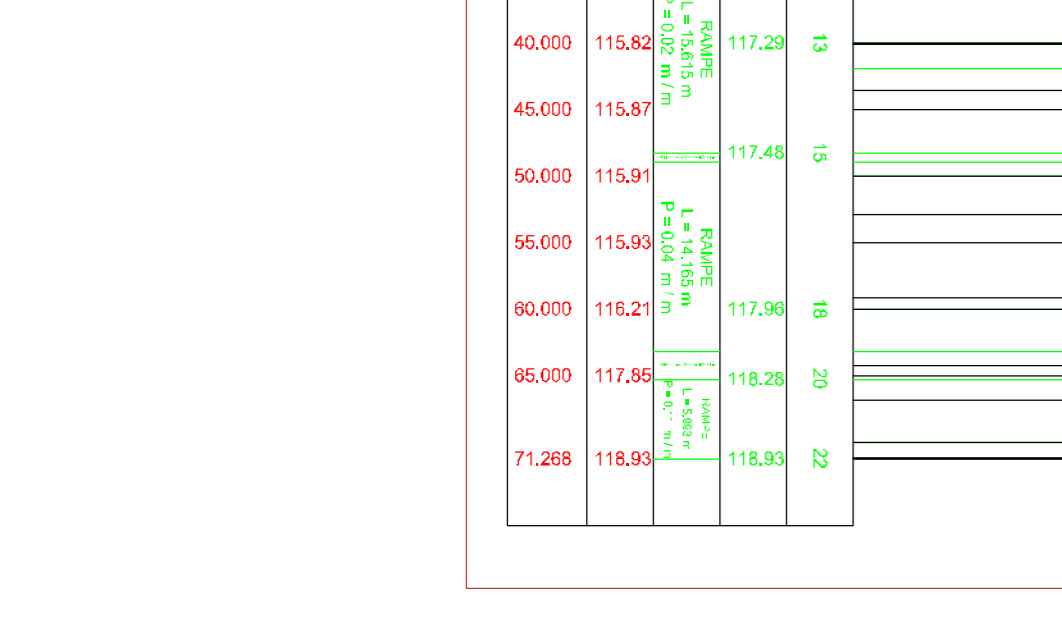 40.000 115.82 117.29 13
RAMPE
L = 15.615 m
P = 0.02 m / m
45.000 115.87
117.48 15
50.000 115.91
55.000 115.93
RAMPE
L = 14.165 m
P = 0.04 m / m
60.000 116.21 117.96 18
65.000 117.85 118.28 20
RAMPE
L = 5.963 m
71.268 118.93 118.93 22